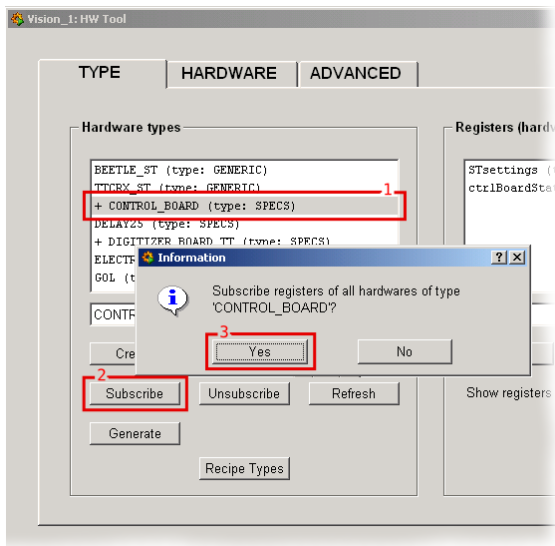 Vision_1: HW Tool
TYPE
HARDWARE
ADVANCED
Hardware types
Registers
BEETLE_ST (type: GENERIC)
STsettings
TTCRX_ST (type: GENERIC)
1
+ CONTROL_BOARD (type: SPECS)
DELAY25 (type: SPECS)
+ DIGITIZER_BOARD_TT (type: SPECS)
Information
Subscribe registers of all hardwares of type
'CONTROL_BOARD'?
3
Yes
No
2
Subscribe
Unsubscribe
Refresh
Show registers
Generate
Recipe Types